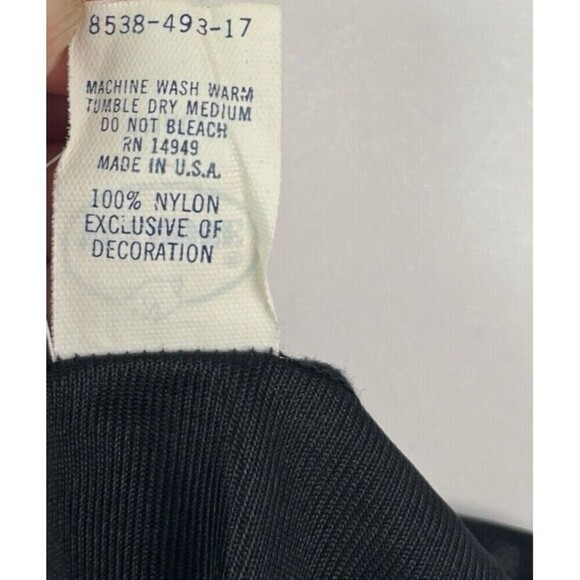 8538-493-17
MACHINE WASH WARM
TUMBLE DRY MEDIUM
DO NOT BLEACH
RN 14949
MADE IN U.S.A.
100% NYLON
EXCLUSIVE OF
DECORATION